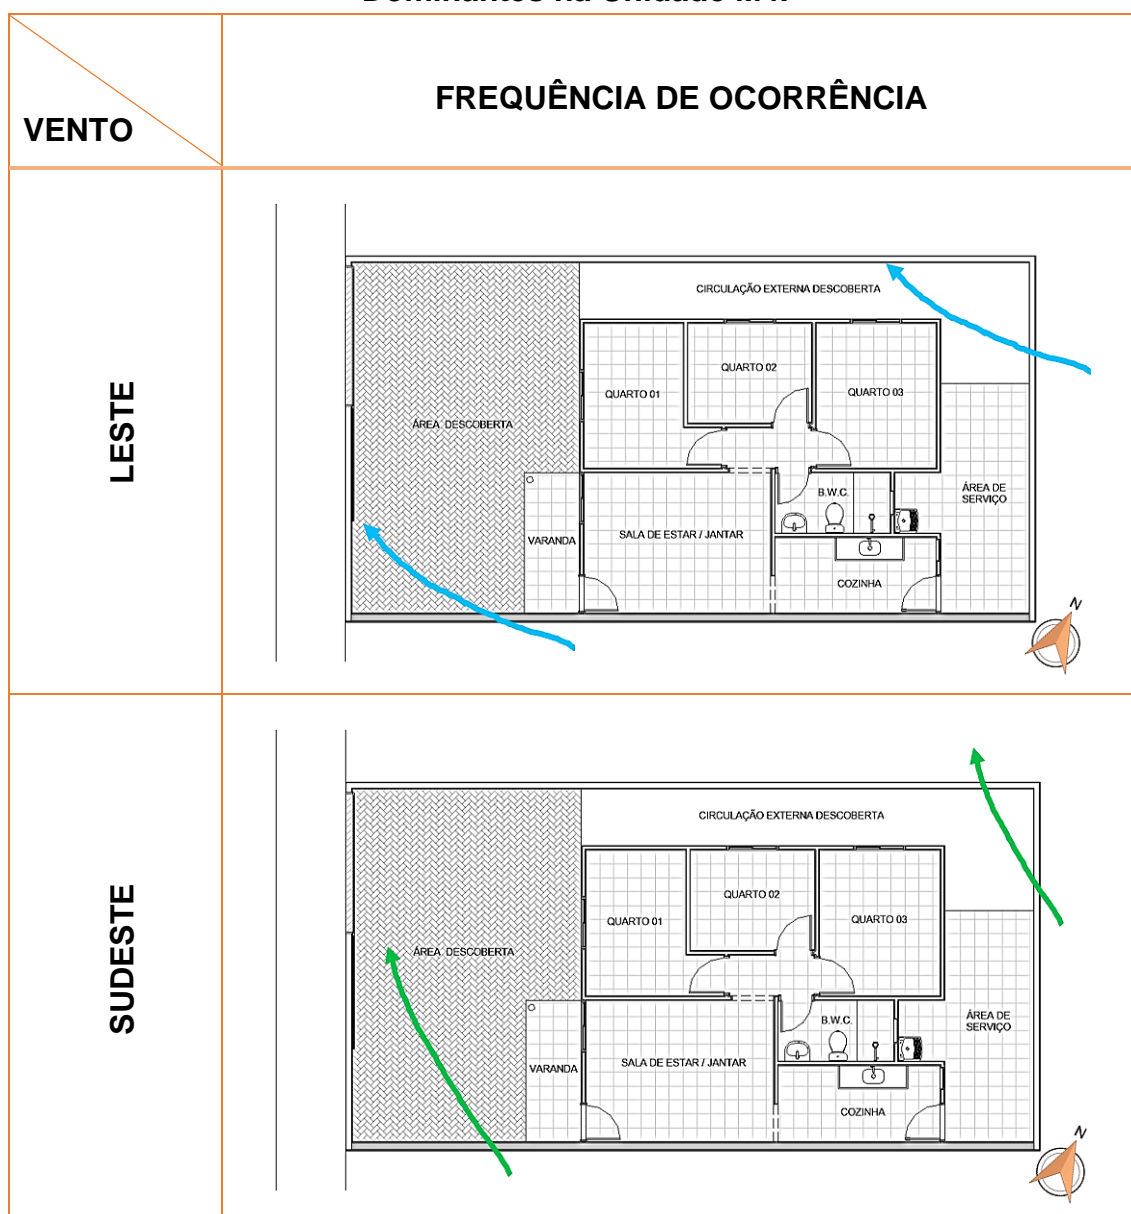 VENTO
FREQUÊNCIA DE OCORRÊNCIA
LESTE
CIRCULAÇÃO EXTERNA DESCOBERTA
QUARTO 02
QUARTO 01
QUARTO 03
ÁREA DESCOBERTA
B.W.C.
ÁREA DE
SERVIÇO
VARANDA
SALA DE ESTAR / JANTAR
COZINHA
N
SUDESTE
CIRCULAÇÃO EXTERNA DESCOBERTA
QUARTO 02
QUARTO 01
QUARTO 03
ÁREA DESCOBERTA
B.W.C.
ÁREA DE
SERVIÇO
VARANDA
SALA DE ESTAR / JANTAR
COZINHA
N